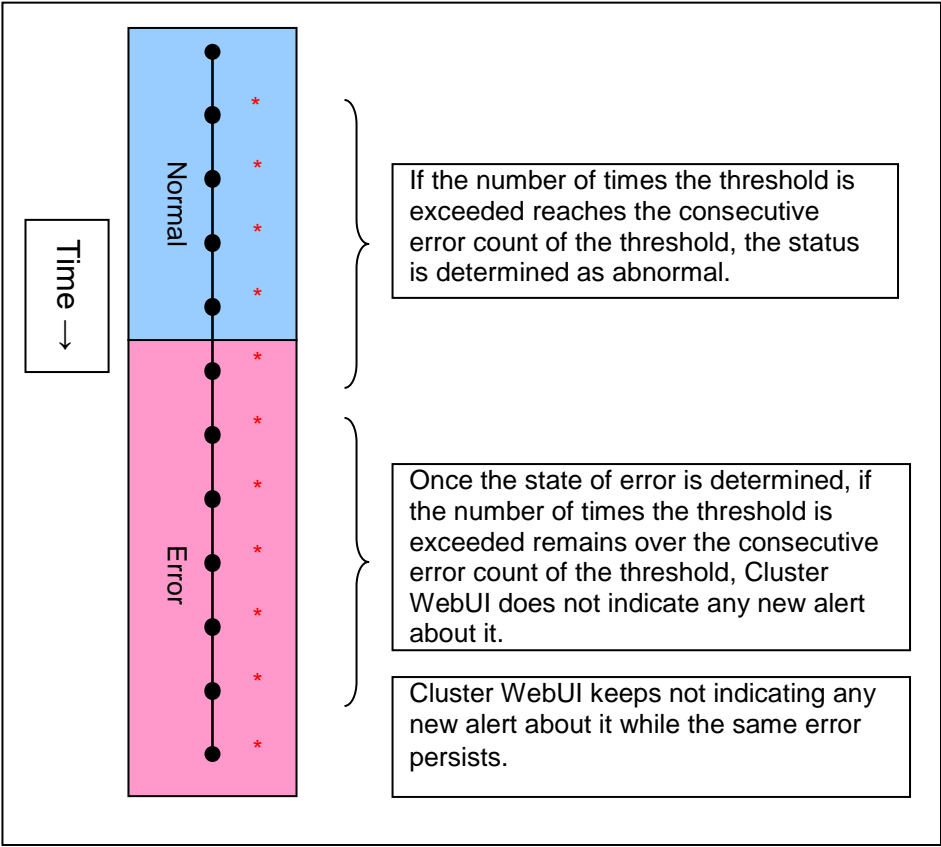 Time →
Normal
*
*
*
*
*
*
*
*
*
*
*
Error
If the number of times the threshold is
exceeded reaches the consecutive
error count of the threshold, the status
is determined as abnormal.
Once the state of error is determined, if
the number of times the threshold is
exceeded remains over the consecutive
error count of the threshold, Cluster
WebUI does not indicate any new alert
about it.
Cluster WebUI keeps not indicating any
new alert about it while the same error
persists.